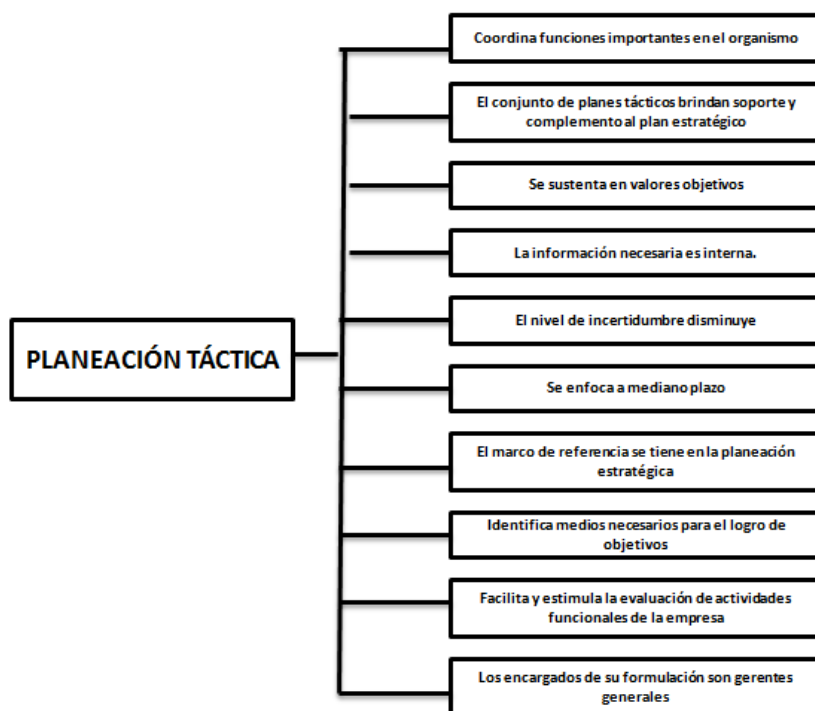 Coordina funciones importantes en el organismo
El conjunto de planes tácticos brindan soporte y
complemento al plan estratégico
Se sustenta en valores objetivos
La información necesaria es interna.
El nivel de incertidumbre disminuye
PLANEACIÓN TÁCTICA
Se enfoca a mediano plazo
El marco de referencia se tiene en la planeación
estratégica
Identifica medios necesarios para el logro de
objetivos
Facilita y estimula la evaluación de actividades
funcionales de la empresa
Los encargados de su formulación son gerentes
generales